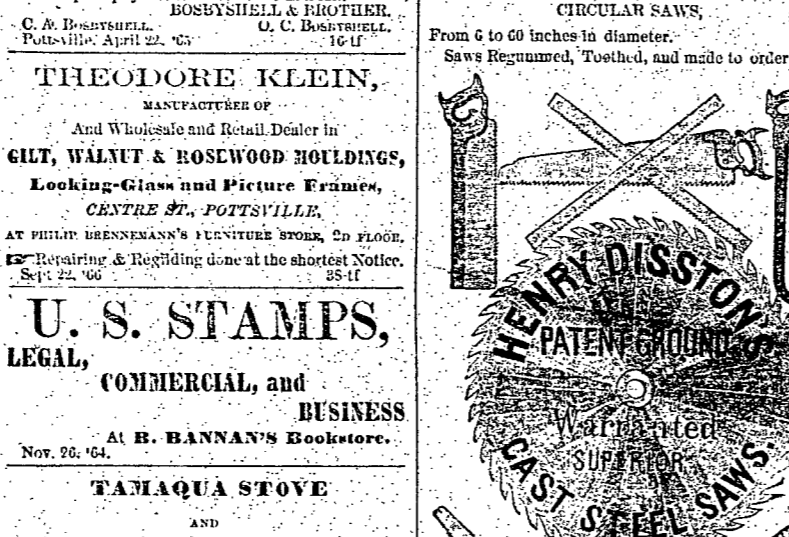 BOSBYSHELL & BROTHER.
C. A. BOSBYSHELL. O. C. BOSBYSHELL.
Pottsville, April 22, '65 16-tf
THEODORE KLEIN,
MANUFACTURER OF
And Wholesale and Retail Dealer in
GILT, WALNUT & ROSEWOOD MOULDINGS,
Looking-Glass and Picture Frames,
CENTRE ST., POTTSVILLE,
AT PHILIP BRENNEMANN'S FURNITURE STORE, 2D FLOOR.
☞ Repairing & Regilding done at the shortest Notice.
Sept 22, '66 38-tf
U. S. STAMPS,
LEGAL,
COMMERCIAL, and
BUSINESS
At B. BANNAN'S Bookstore.
Nov. 26, '64.
TAMAQUA STOVE
AND
CIRCULAR SAWS,
From 6 to 60 inches in diameter.
Saws Regummed, Toothed, and made to order
HENRY DISSTON'S
PATENT GROUND
Warranted
SUPERIOR
CAST STEEL SAWS.